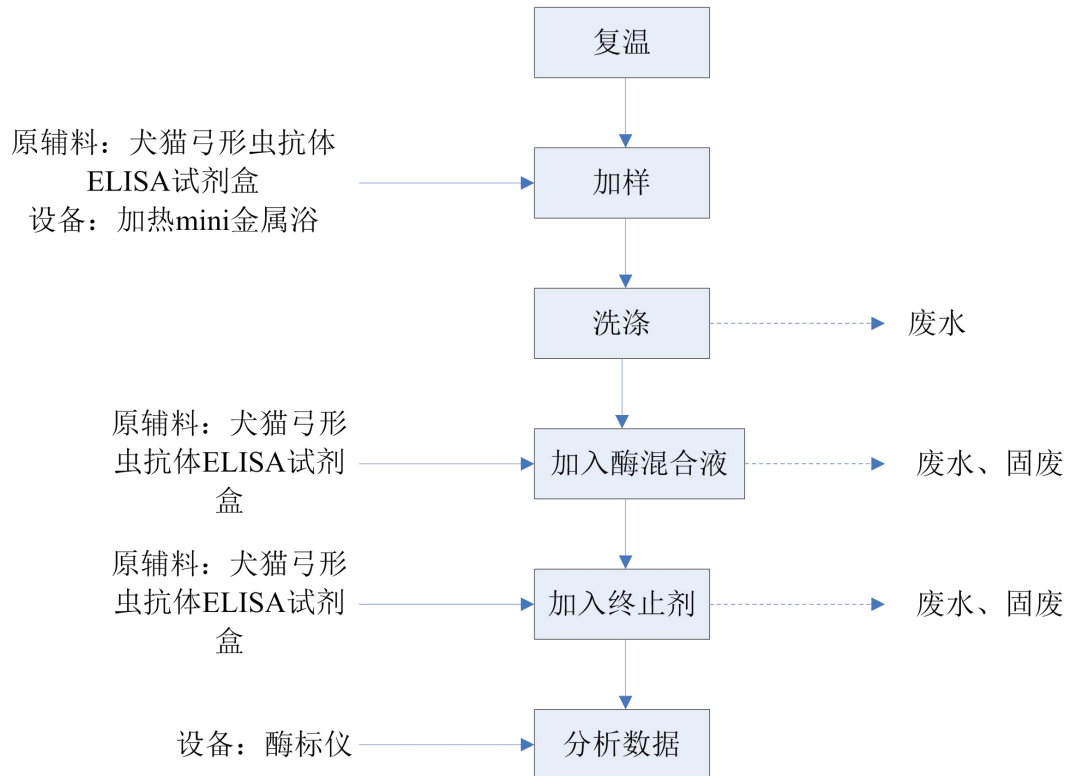 复温
原辅料：犬猫弓形虫抗体
ELISA试剂盒
设备：加热mini金属浴
加样
洗涤
废水
原辅料：犬猫弓形
虫抗体ELISA试剂
盒
加入酶混合液
废水、固废
原辅料：犬猫弓形
虫抗体ELISA试剂
盒
加入终止剂
废水、固废
设备：酶标仪
分析数据